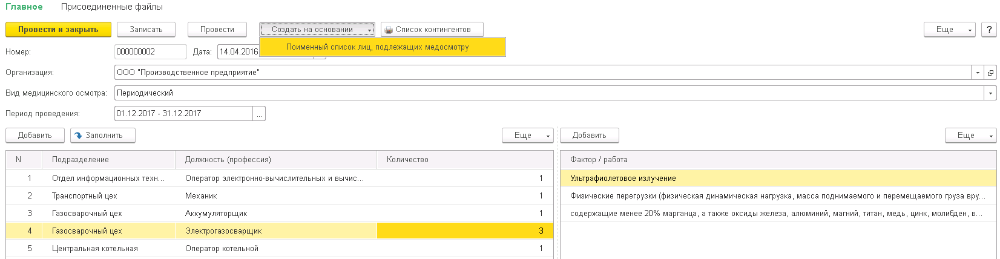 Главное Присоединенные файлы
Провести и закрыть Записать Провести Создать на основании Список контингентов Еще ?
Поименный список лиц, подлежащих медосмотру
Номер: 000000002 Дата: 14.04.2016
Организация: ООО "Производственное предприятие"
Вид медицинского осмотра: Периодический
Период проведения: 01.12.2017 - 31.12.2017 ...
Добавить Заполнить Еще Добавить Еще
N Подразделение Должность (профессия) Количество Фактор / работа
1 Отдел информационных техн... Оператор электронно-вычислительных и вычис... 1 Ультрафиолетовое излучение
2 Транспортный цех Механик 1 Физические перегрузки (физическая динамическая нагрузка, масса поднимаемого и перемещаемого груза вру...
3 Газосварочный цех Аккумуляторщик 1 содержащие менее 20% марганца, а также оксиды железа, алюминий, магний, титан, медь, цинк, молибден, в...
4 Газосварочный цех Электрогазосварщик 3
5 Центральная котельная Оператор котельной 1